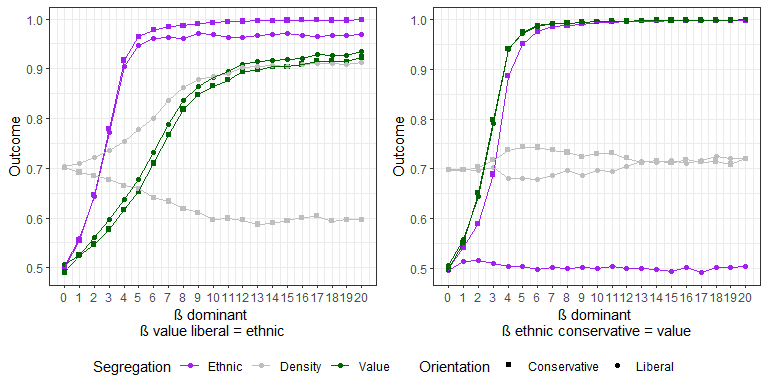 1.0
0.9
0.8
0.7
0.6
0.5
Outcome
0 1 2 3 4 5 6 7 8 9 10 11 12 13 14 15 16 17 18 19 20
ß dominant
ß value liberal = ethnic
1.0
0.9
0.8
0.7
0.6
0.5
Outcome
0 1 2 3 4 5 6 7 8 9 10 11 12 13 14 15 16 17 18 19 20
ß dominant
ß ethnic conservative = value
Segregation Ethnic Density Value Orientation Conservative Liberal